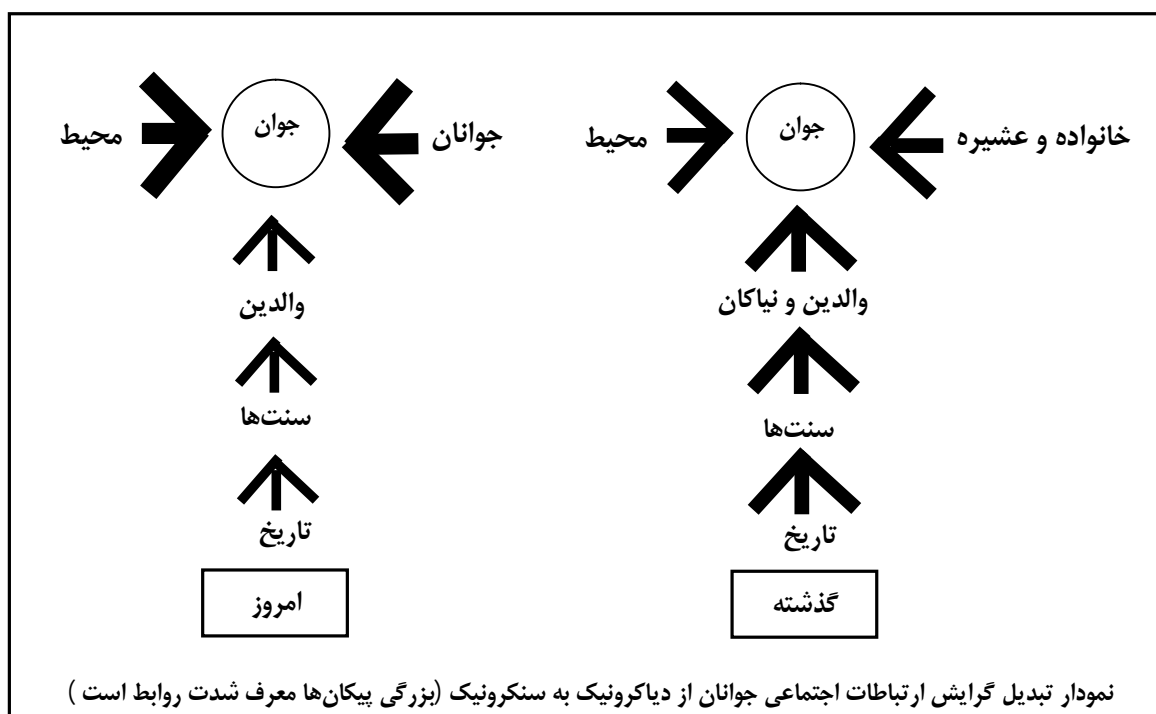 جوان
خانواده و عشیره
محیط
والدین و نیاکان
سنت‌ها
تاریخ
گذشته
جوان
جوانان
محیط
والدین
سنت‌ها
تاریخ
امروز
نمودار تبدیل گرایش ارتباطات اجتماعی جوانان از دیاکرونیک به سنکرونیک (بزرگی پیکان‌ها معرف شدت روابط است )